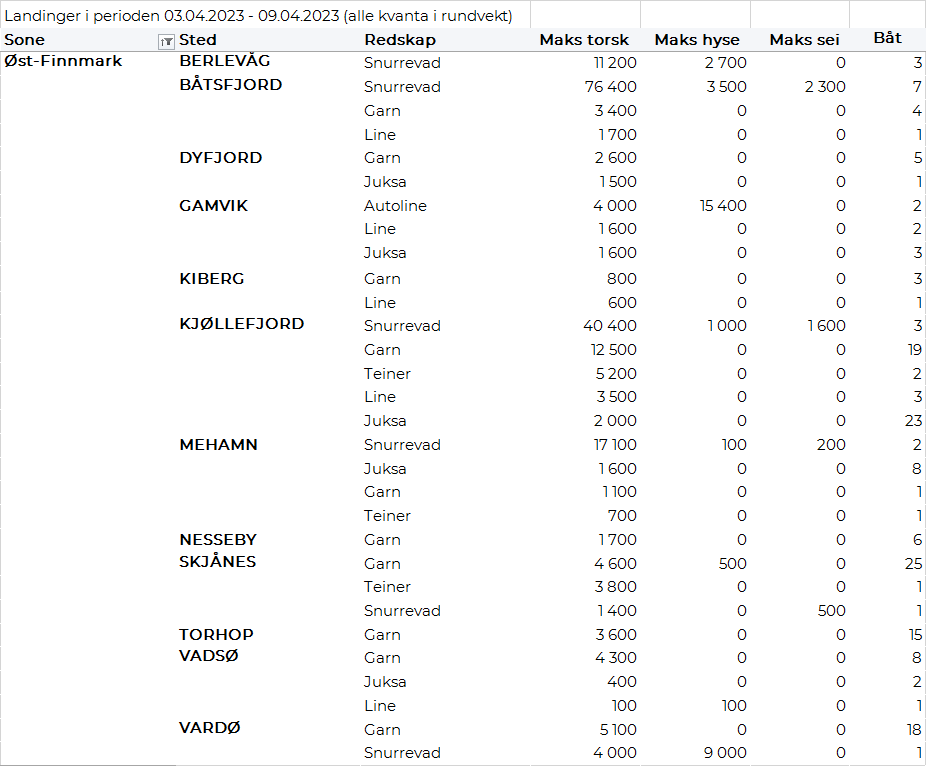 Landinger i perioden 03.04.2023 - 09.04.2023 (alle kvanta i rundvekt)
Sone Sted Redskap Maks torsk Maks hyse Maks sei Båt
Øst-Finnmark BERLEVÅG Snurrevad 11 200 2 700 0 3
BÅTSFJORD Snurrevad 76 400 3 500 2 300 7
Garn 3 400 0 0 4
Line 1 700 0 0 1
DYFJORD Garn 2 600 0 0 5
Juksa 1 500 0 0 1
GAMVIK Autoline 4 000 15 400 0 2
Line 1 600 0 0 2
Juksa 1 600 0 0 3
KIBERG Garn 800 0 0 3
Line 600 0 0 1
KJØLLEFJORD Snurrevad 40 400 1 000 1 600 3
Garn 12 500 0 0 19
Teiner 5 200 0 0 2
Line 3 500 0 0 3
Juksa 2 000 0 0 23
MEHAMN Snurrevad 17 100 100 200 2
Juksa 1 600 0 0 8
Garn 1 100 0 0 1
Teiner 700 0 0 1
NESSEBY Garn 1 700 0 0 6
SKJÅNES Garn 4 600 500 0 25
Teiner 3 800 0 0 1
Snurrevad 1 400 0 500 1
TORHOP Garn 3 600 0 0 15
VADSØ Garn 4 300 0 0 8
Juksa 400 0 0 2
Line 100 100 0 1
VARDØ Garn 5 100 0 0 18
Snurrevad 4 000 9 000 0 1